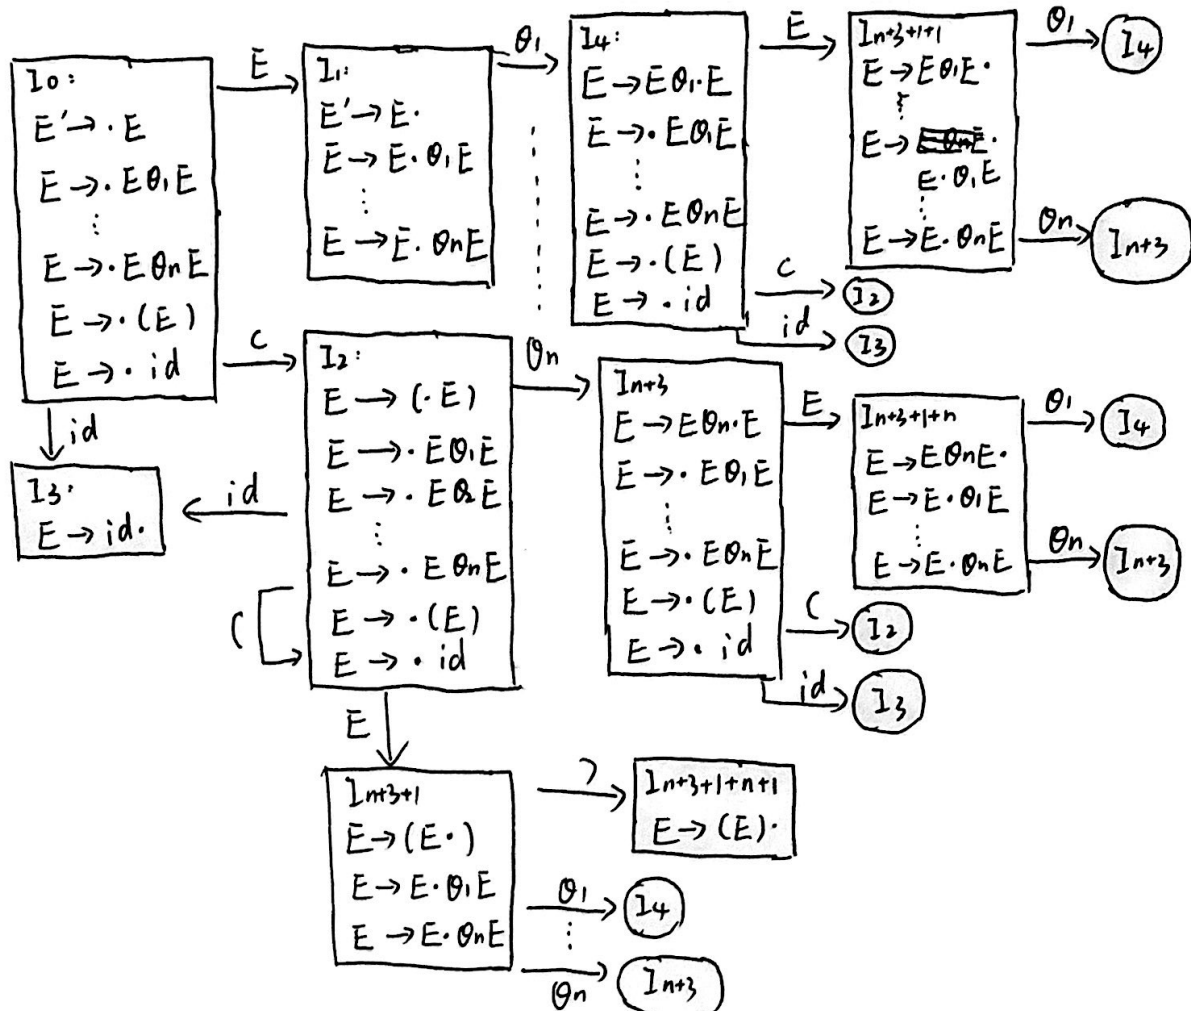 I0:
E' → · E
E → · Eθ1E
⋮
E → · EθnE
E → · (E)
E → · id
E
I1:
E' → E ·
E → E · θ1E
⋮
E → E · θnE
θ1
I4:
E → Eθ1 · E
E → · Eθ1E
⋮
E → · EθnE
E → · (E)
E → · id
E
In+3+1+1
E → Eθ1E ·
⋮
E →
E · θ1E
⋮
E → E · θnE
θ1
I4
θn
In+3
(
I2
id
I3
(
id
I3:
E → id ·
id
I2:
E → (· E)
E → · Eθ1E
E → · Eθ2E
⋮
E → · EθnE
E → · (E)
E → · id
(
θn
In+3
E → Eθn · E
E → · Eθ1E
⋮
E → · EθnE
E → · (E)
E → · id
E
In+3+1+n
E → EθnE ·
E → E · θ1E
⋮
E → E · θnE
θ1
I4
θn
In+3
(
I2
id
I3
E
In+3+1
E → (E ·)
E → E · θ1E
E → E · θnE
)
In+3+1+n+1
E → (E) ·
θ1
I4
⋮
θn
In+3